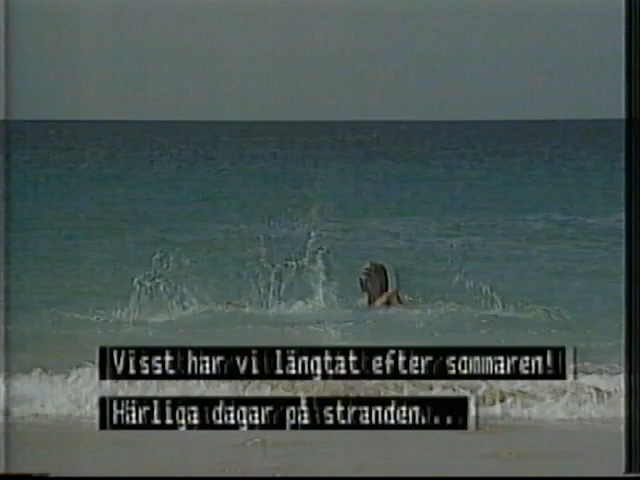 Visst har vi längtat efter sommaren!
Härliga dagar på stranden...